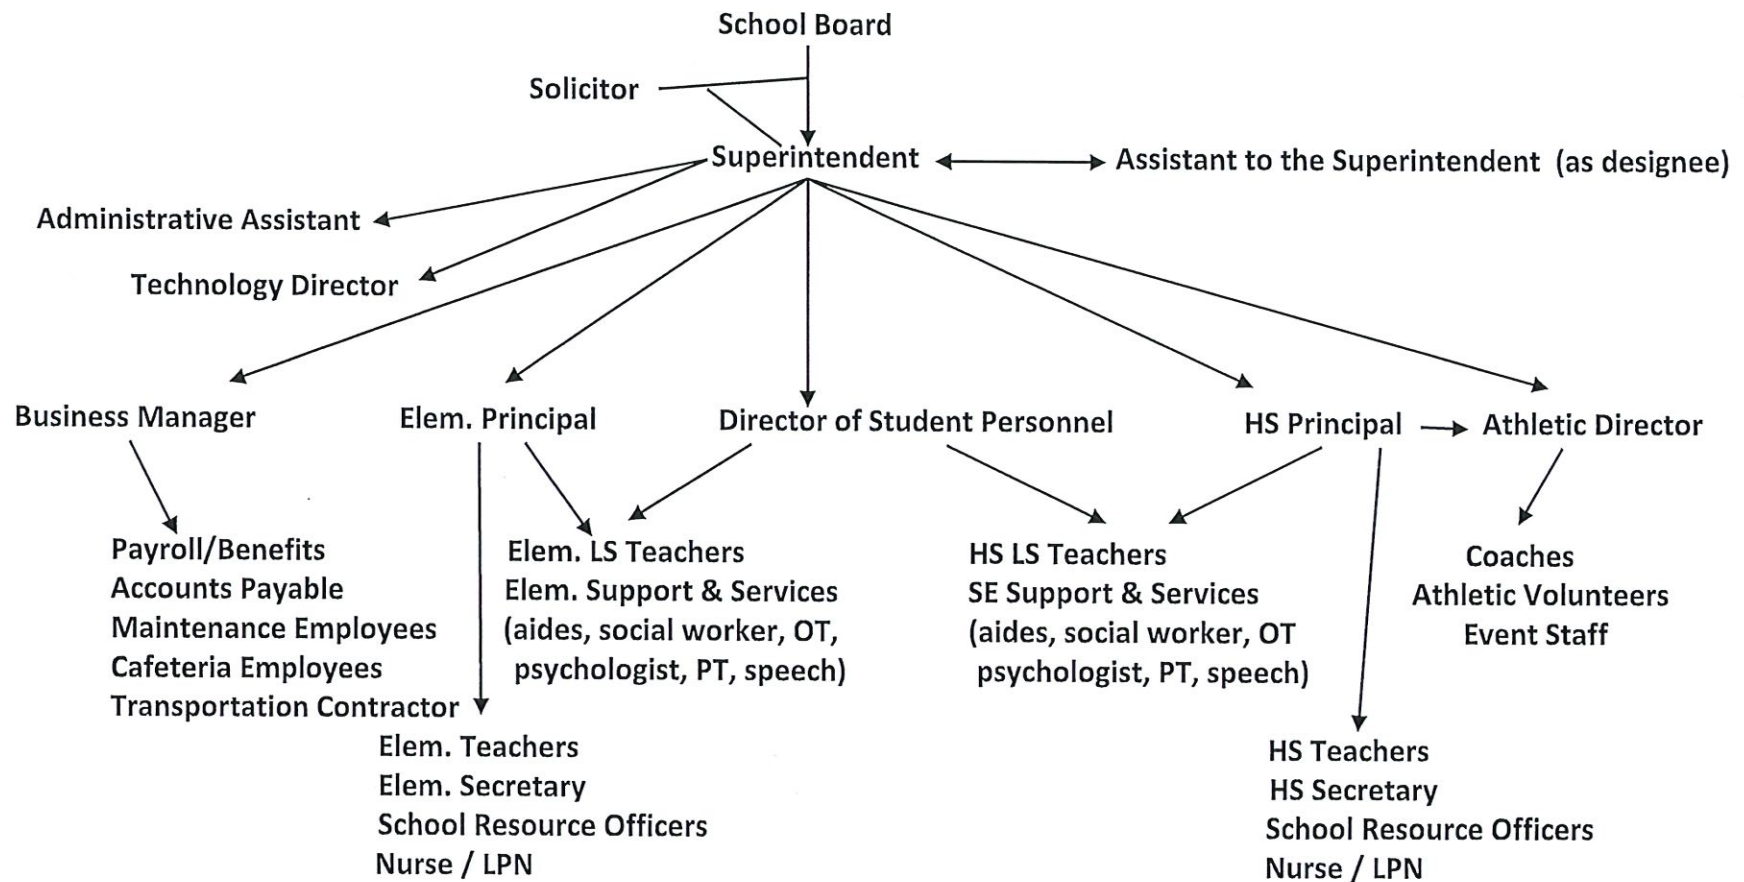 School Board
Solicitor
Superintendent
Assistant to the Superintendent (as designee)
Administrative Assistant
Technology Director
Business Manager
Elem. Principal
Director of Student Personnel
HS Principal
Athletic Director
Payroll/Benefits
Accounts Payable
Maintenance Employees
Cafeteria Employees
Transportation Contractor
Elem. LS Teachers
Elem. Support & Services
(aides, social worker, OT,
psychologist, PT, speech)
HS LS Teachers
SE Support & Services
(aides, social worker, OT
psychologist, PT, speech)
Coaches
Athletic Volunteers
Event Staff
Elem. Teachers
Elem. Secretary
School Resource Officers
Nurse / LPN
HS Teachers
HS Secretary
School Resource Officers
Nurse / LPN